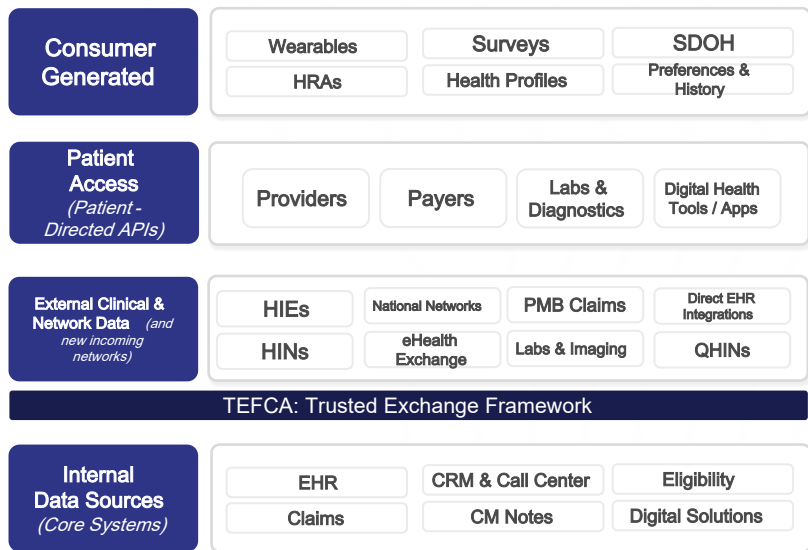 Consumer
Generated
Wearables
Surveys
SDOH
HRAs
Health Profiles
Preferences &
History
Patient
Access
(Patient -
Directed APIs)
Providers
Payers
Labs &
Diagnostics
Digital Health
Tools / Apps
External Clinical &
Network Data (and
new incoming
networks)
HIEs
National Networks
PMB Claims
Direct EHR
Integrations
HINs
eHealth
Exchange
Labs & Imaging
QHINs
TEFCA: Trusted Exchange Framework
Internal
Data Sources
(Core Systems)
EHR
CRM & Call Center
Eligibility
Claims
CM Notes
Digital Solutions